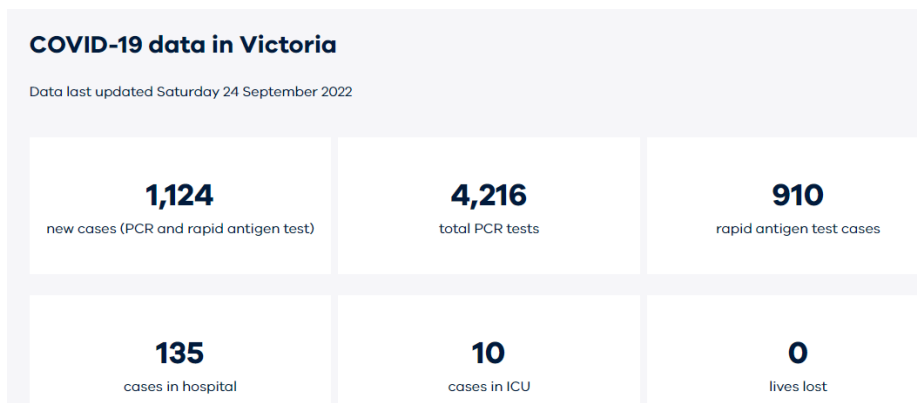 COVID-19 data in Victoria
Data last updated Saturday 24 September 2022
1,124
new cases (PCR and rapid antigen test)
4,216
total PCR tests
910
rapid antigen test cases
135
cases in hospital
10
cases in ICU
0
lives lost